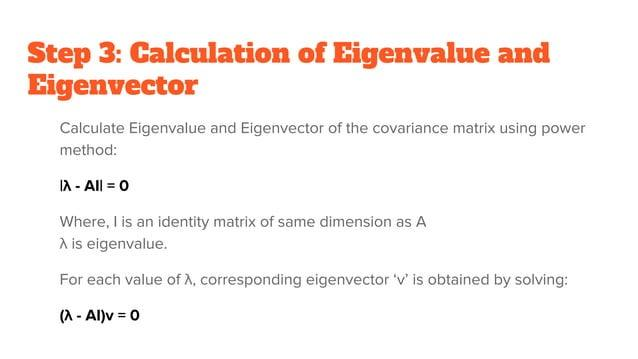 Step 3: Calculation of Eigenvalue and
Eigenvector
Calculate Eigenvalue and Eigenvector of the covariance matrix using power
method:
|λ - AI| = 0
Where, I is an identity matrix of same dimension as A
λ is eigenvalue.
For each value of λ, corresponding eigenvector ‘v’ is obtained by solving:
(λ - AI)v = 0